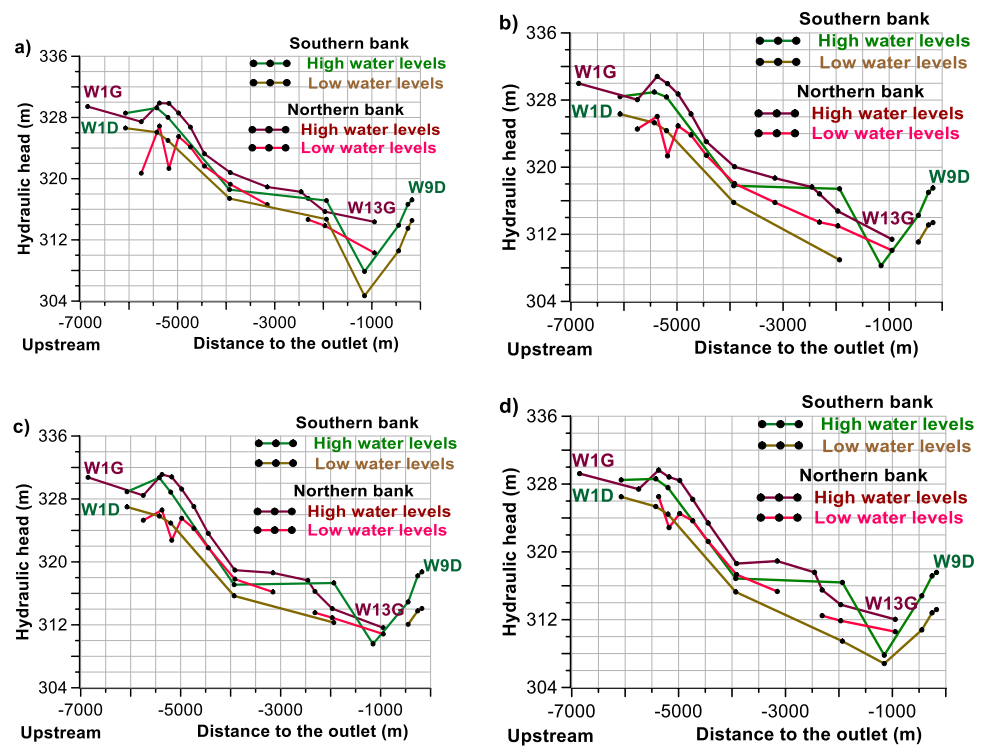 a)
Hydraulic head (m)
336
328
320
312
304
-7000 -5000 -3000 -1000
Upstream
Distance to the outlet (m)
Southern bank
High water levels
Low water levels
Northern bank
High water levels
Low water levels
W1G
W1D
W9D
W13G
b)
Hydraulic head (m)
336
328
320
312
304
-7000 -5000 -3000 -1000
Upstream
Distance to the outlet (m)
Southern bank
High water levels
Low water levels
Northern bank
High water levels
Low water levels
W1G
W1D
W9D
W13G
c)
Hydraulic head (m)
336
328
320
312
304
-7000 -5000 -3000 -1000
Upstream
Distance to the outlet (m)
Southern bank
High water levels
Low water levels
Northern bank
High water levels
Low water levels
W1G
W1D
W9D
W13G
d)
Hydraulic head (m)
336
328
320
312
304
-7000 -5000 -3000 -1000
Upstream
Distance to the outlet (m)
Southern bank
High water levels
Low water levels
Northern bank
High water levels
Low water levels
W1G
W1D
W9D
W13G